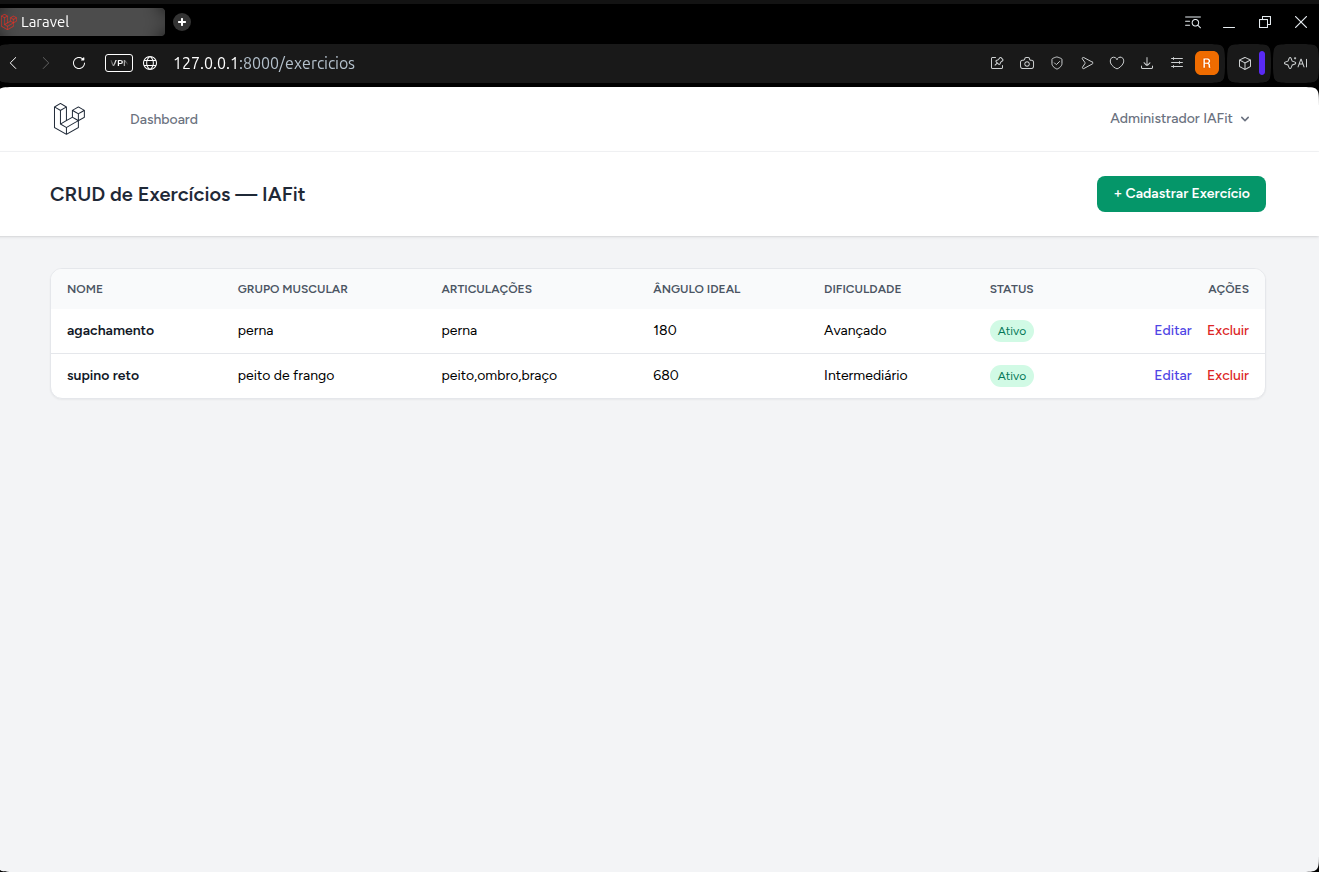 Laravel
VPN 127.0.0.1:8000/exercicios R AI
Dashboard Administrador IAFit
CRUD de Exercícios — IAFit + Cadastrar Exercício
NOME GRUPO MUSCULAR ARTICULAÇÕES ÂNGULO IDEAL DIFICULDADE STATUS AÇÕES
agachamento perna perna 180 Avançado Ativo Editar Excluir
supino reto peito de frango peito,ombro,braço 680 Intermediário Ativo Editar Excluir